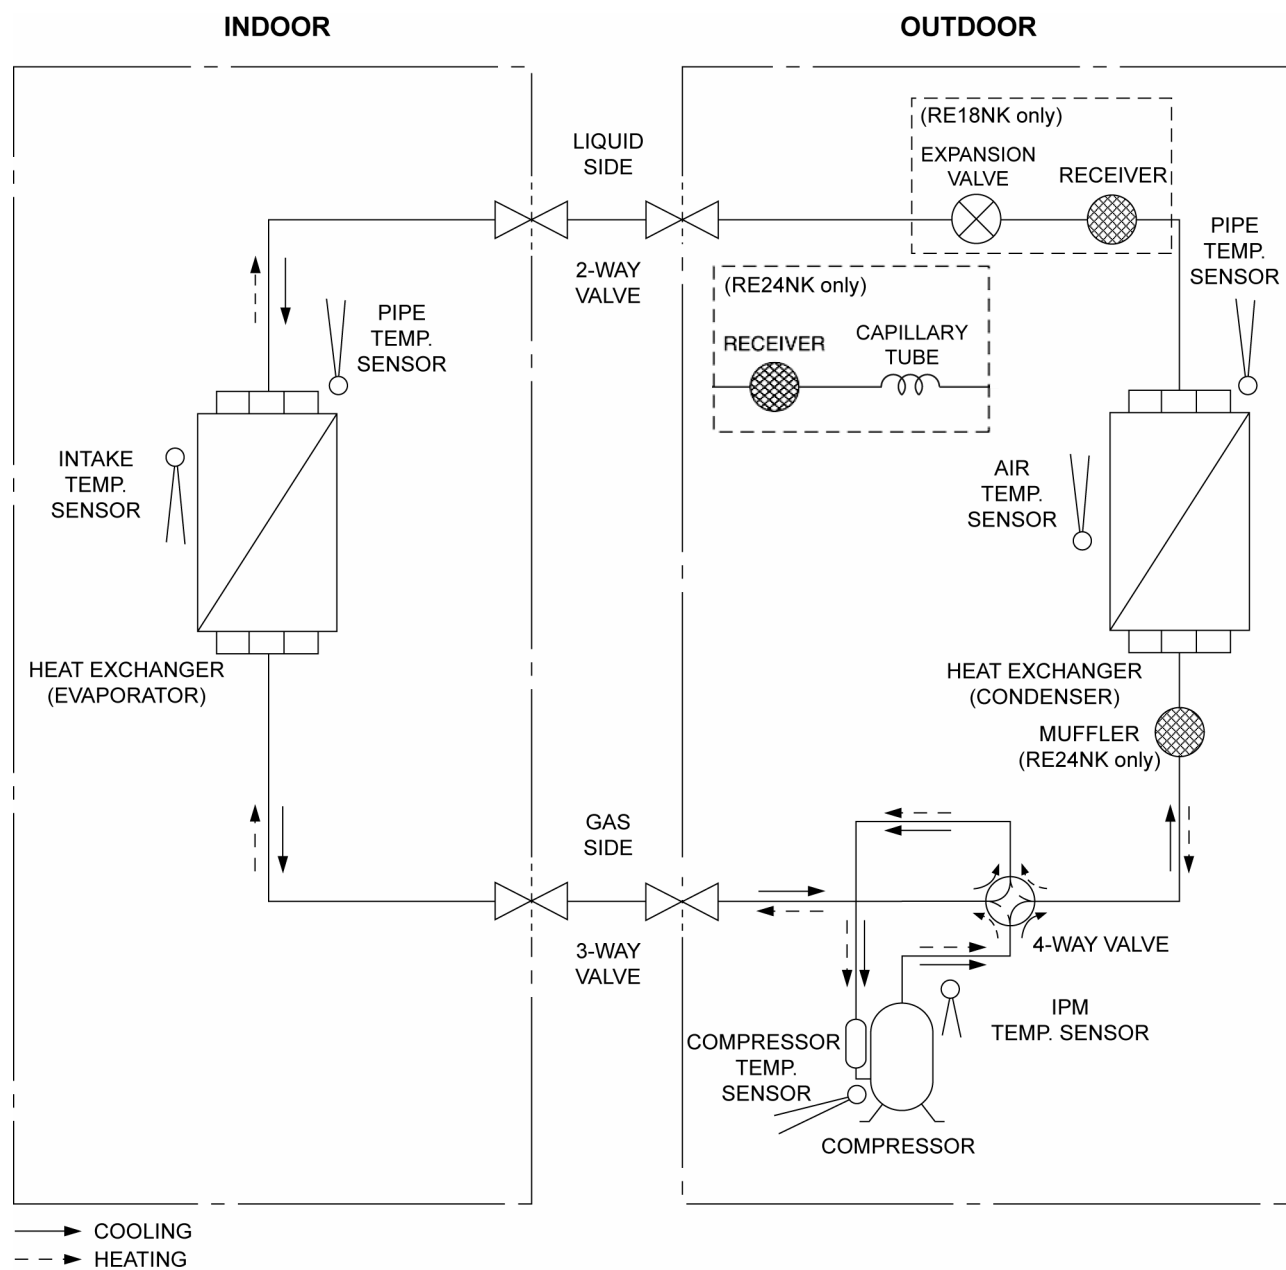 INDOOR
OUTDOOR
LIQUID
SIDE
2-WAY
VALVE
(RE18NK only)
EXPANSION
VALVE
RECEIVER
PIPE
TEMP.
SENSOR
(RE24NK only)
RECEIVER
CAPILLARY
TUBE
PIPE
TEMP.
SENSOR
INTAKE
TEMP.
SENSOR
AIR
TEMP.
SENSOR
HEAT EXCHANGER
(EVAPORATOR)
HEAT EXCHANGER
(CONDENSER)
MUFFLER
(RE24NK only)
GAS
SIDE
3-WAY
VALVE
4-WAY VALVE
IPM
TEMP. SENSOR
COMPRESSOR
TEMP.
SENSOR
COMPRESSOR
COOLING
HEATING